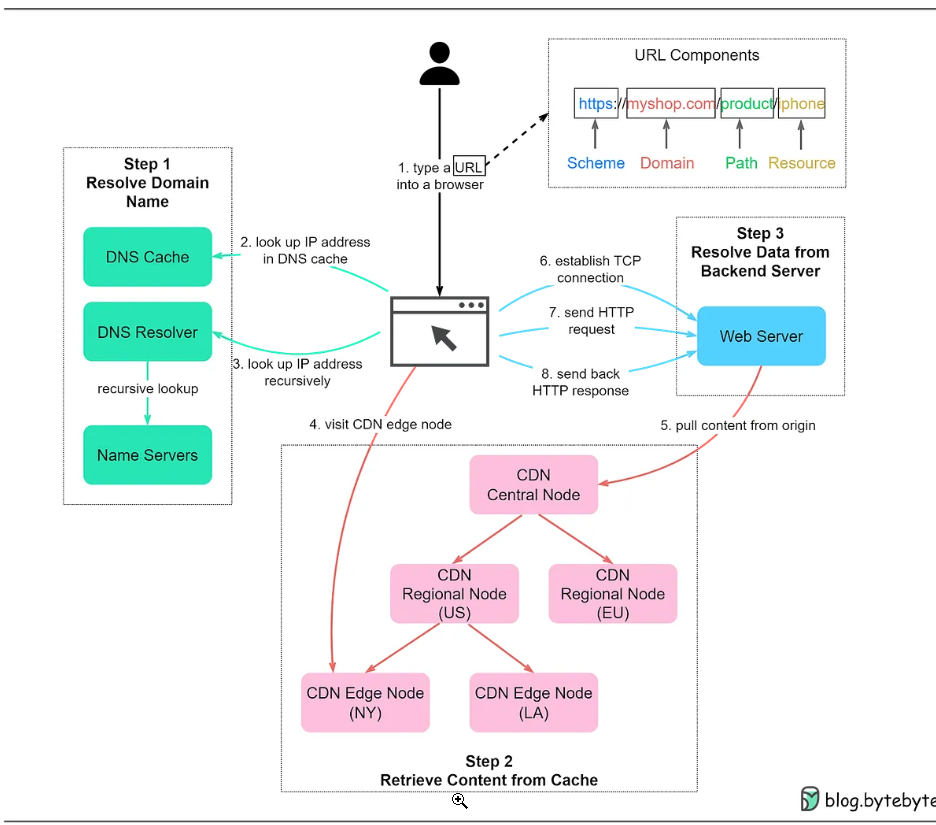 URL Components
https://myshop.com/product/iphone
Scheme
Domain
Path
Resource
1. type a URL
into a browser
Step 1
Resolve Domain
Name
DNS Cache
DNS Resolver
recursive lookup
Name Servers
2. look up IP address
in DNS cache
3. look up IP address
recursively
Step 3
Resolve Data from
Backend Server
Web Server
6. establish TCP
connection
7. send HTTP
request
8. send back
HTTP response
4. visit CDN edge node
5. pull content from origin
CDN
Central Node
CDN
Regional Node
(US)
CDN
Regional Node
(EU)
CDN Edge Node
(NY)
CDN Edge Node
(LA)
Step 2
Retrieve Content from Cache
blog.bytebyte